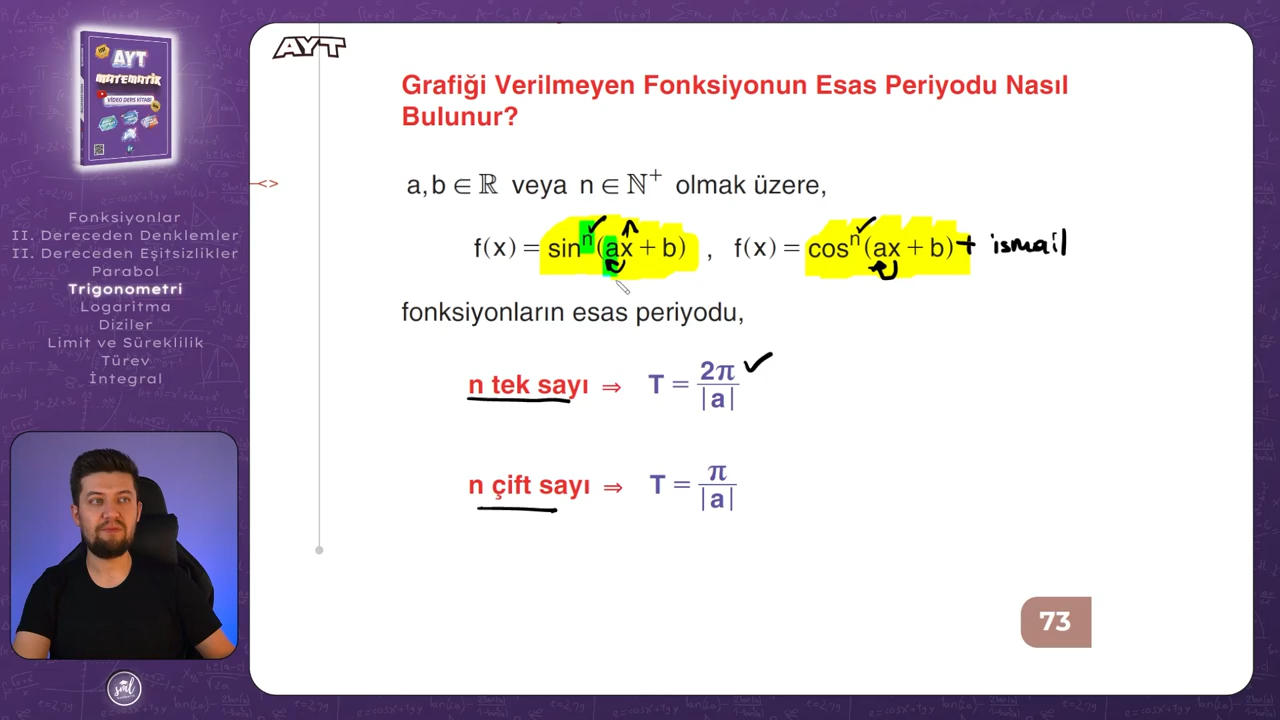 AYT
AYT
MATEMATİK
VİDEO DERS KİTABI
Fonksiyonlar
II. Dereceden Denklemler
II. Dereceden Eşitsizlikler
Parabol
Trigonometri
Logaritma
Diziler
Limit ve Süreklilik
Türev
İntegral
sml
Grafiği Verilmeyen Fonksiyonun Esas Periyodu Nasıl
Bulunur?
a,b ∈ ℝ veya n ∈ ℕ⁺ olmak üzere,
f(x) = sinⁿ(ax + b) , f(x) = cosⁿ(ax + b) + ismail
fonksiyonların esas periyodu,
n tek sayı ⇒ T = 2π/|a|
n çift sayı ⇒ T = π/|a|
73